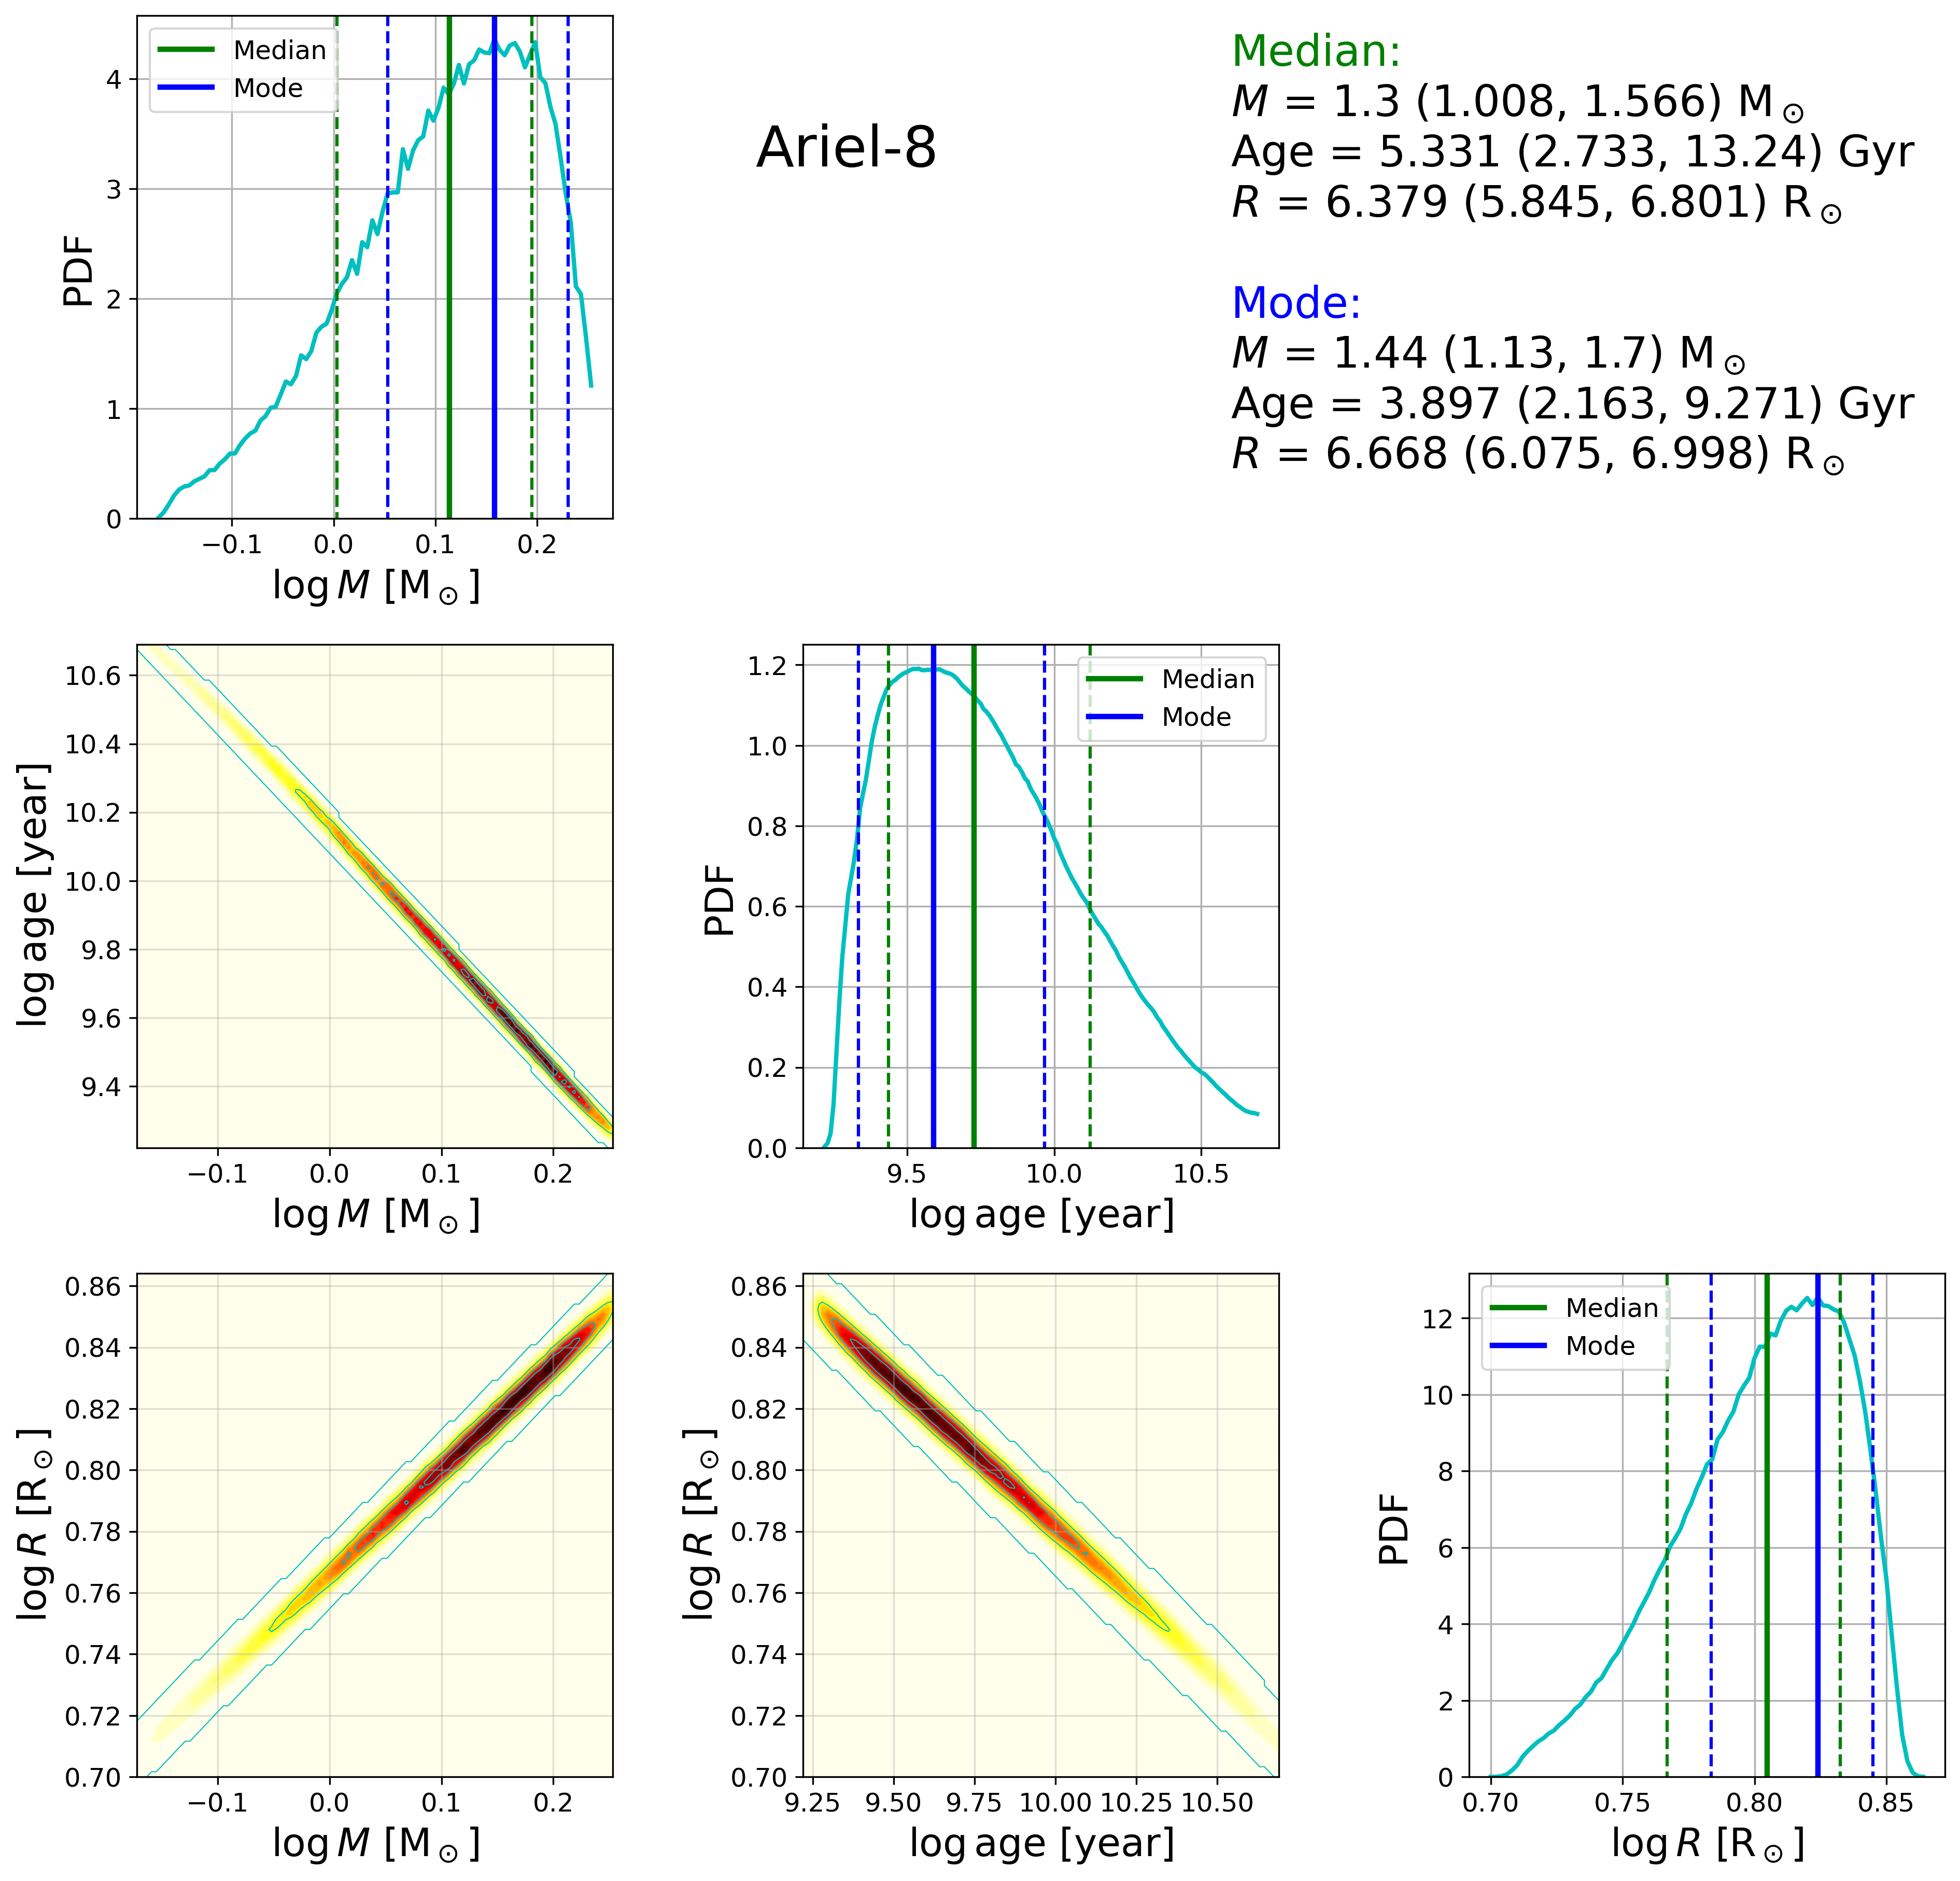 Median
Mode
4
3
2
1
0
−0.1 0.0 0.1 0.2
PDF
log M [M⊙]
Ariel-8
Median:
M = 1.3 (1.008, 1.566) M⊙
Age = 5.331 (2.733, 13.24) Gyr
R = 6.379 (5.845, 6.801) R⊙
Mode:
M = 1.44 (1.13, 1.7) M⊙
Age = 3.897 (2.163, 9.271) Gyr
R = 6.668 (6.075, 6.998) R⊙
10.6
10.4
10.2
10.0
9.8
9.6
9.4
−0.1 0.0 0.1 0.2
log age [year]
log M [M⊙]
Median
Mode
1.2
1.0
0.8
0.6
0.4
0.2
0.0
9.5 10.0 10.5
PDF
log age [year]
0.86
0.84
0.82
0.80
0.78
0.76
0.74
0.72
0.70
−0.1 0.0 0.1 0.2
log R [R⊙]
log M [M⊙]
0.86
0.84
0.82
0.80
0.78
0.76
0.74
0.72
0.70
9.25 9.50 9.75 10.00 10.25 10.50
log R [R⊙]
log age [year]
Median
Mode
12
10
8
6
4
2
0
0.70 0.75 0.80 0.85
PDF
log R [R⊙]